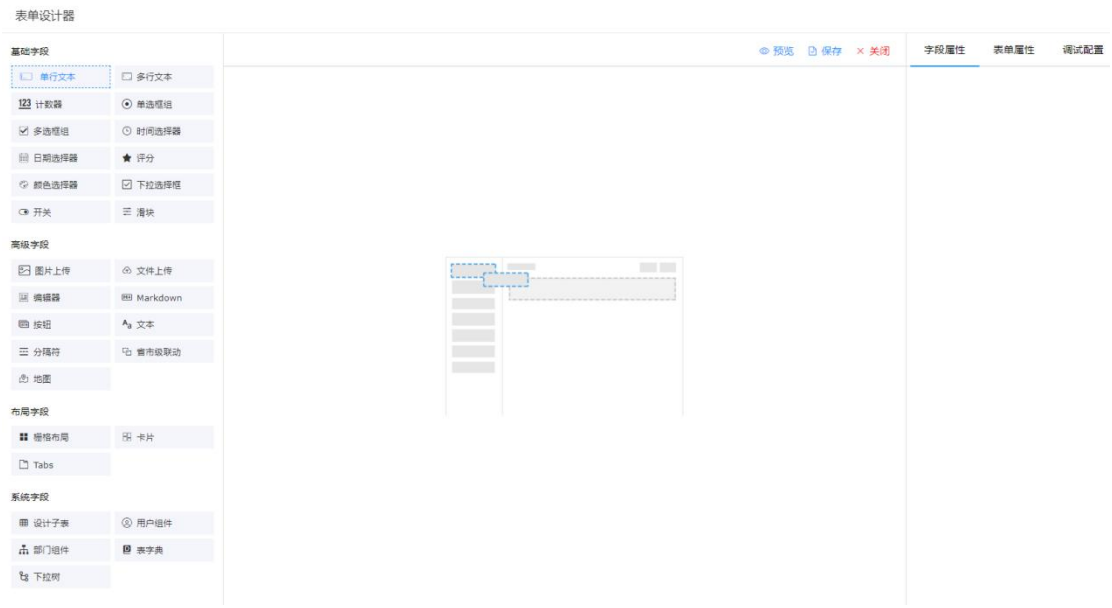 表单设计器
基础字段
预览 保存 × 关闭
字段属性 表单属性 调试配置
单行文本 多行文本
123 计数器 单选框组
多选框组 时间选择器
日期选择器 评分
颜色选择器 下拉选择框
开关 滑块
高级字段
图片上传 文件上传
编辑器 Markdown
按钮 Aa 文本
分隔符 省市级联动
地图
布局字段
栅格布局 卡片
Tabs
系统字段
设计子表 用户组件
部门组件 表字典
下拉树